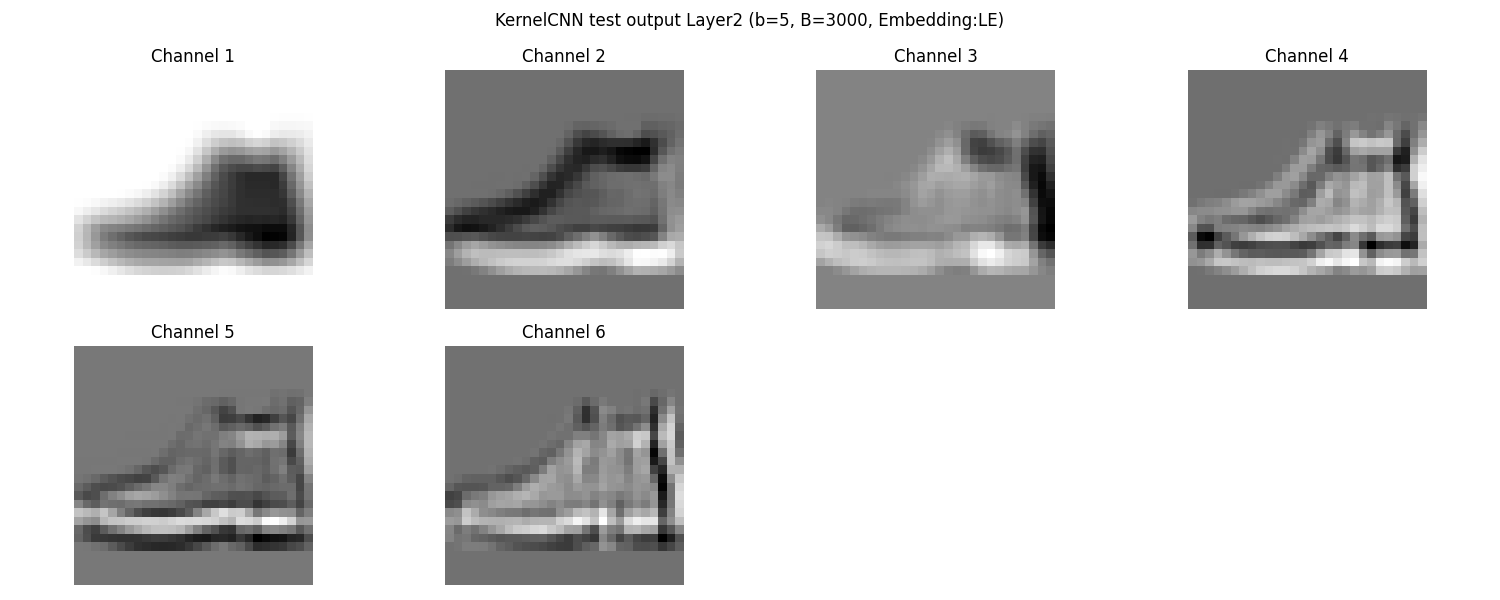 KernelCNN test output Layer2 (b=5, B=3000, Embedding:LE)
Channel 1
Channel 2
Channel 3
Channel 4
Channel 5
Channel 6